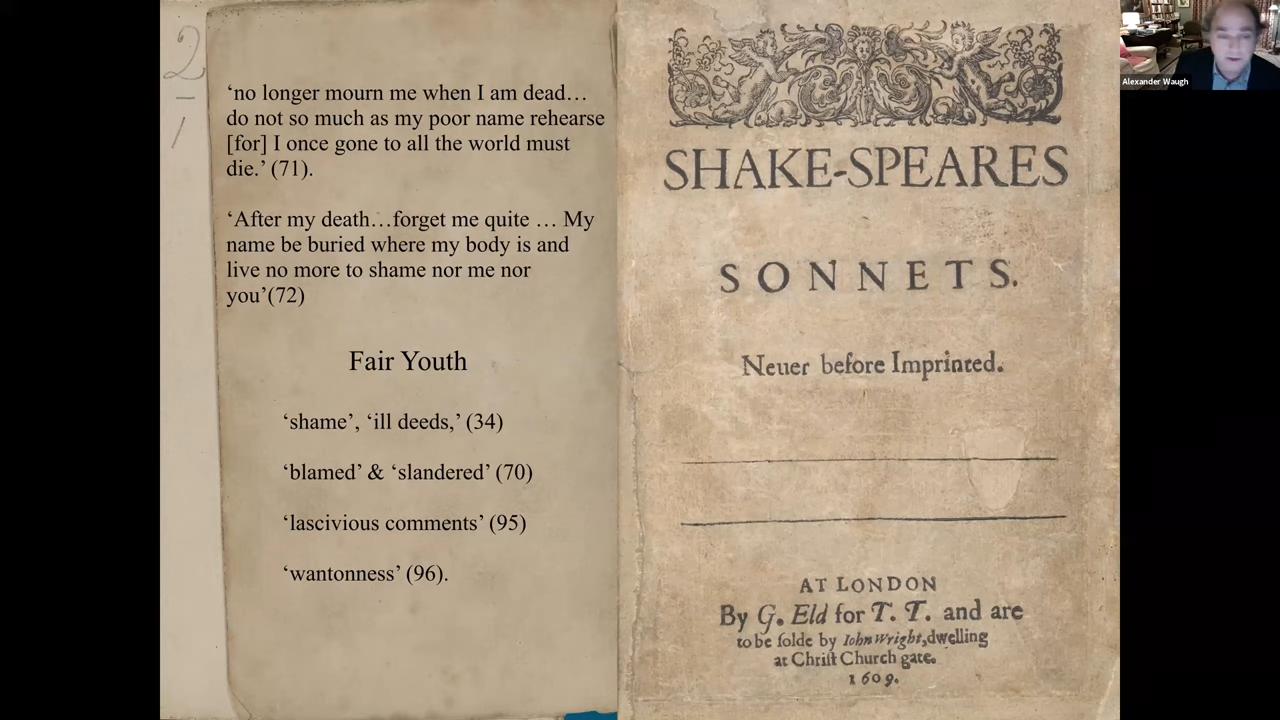 2
1
‘no longer mourn me when I am dead…
do not so much as my poor name rehearse
[for] I once gone to all the world must
die.’ (71).
‘After my death…forget me quite … My
name be buried where my body is and
live no more to shame nor me nor
you’(72)
Fair Youth
‘shame’, ‘ill deeds,’ (34)
‘blamed’ & ‘slandered’ (70)
‘lascivious comments’ (95)
‘wantonness’ (96).
SHAKE-SPEARES
SONNETS.
Neuer before Imprinted.
AT LONDON
By G. Eld for T. T. and are
to be ſolde by Iohn Wright, dwelling
at Chriſt Church gate.
1609.
Alexander Waugh